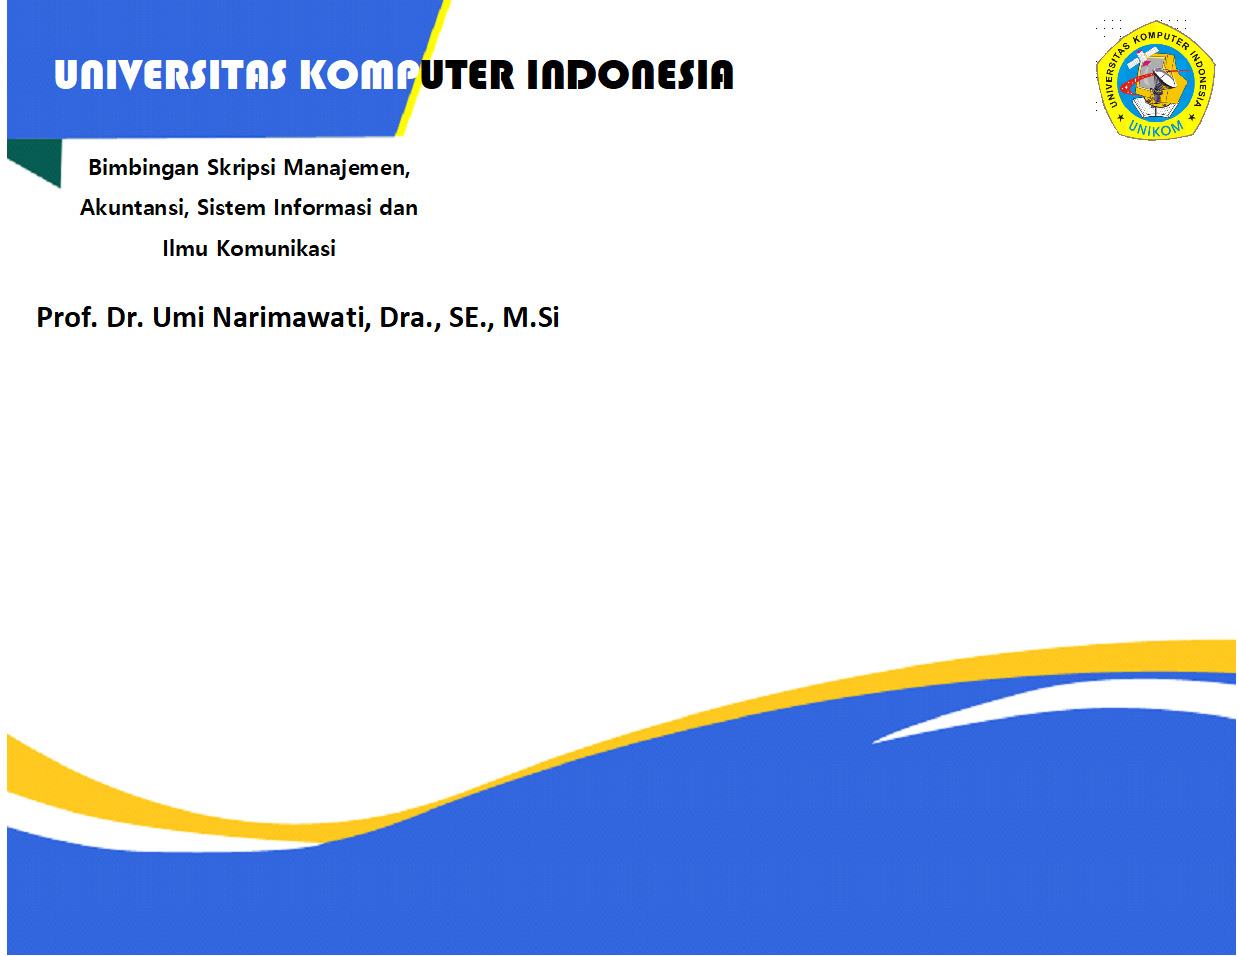 UNIVERSITAS KOMPUTER INDONESIA
UNIVERSITAS KOMPUTER INDONESIA
UNIKOM
Bimbingan Skripsi Manajemen,
Akuntansi, Sistem Informasi dan
Ilmu Komunikasi
Prof. Dr. Umi Narimawati, Dra., SE., M.Si